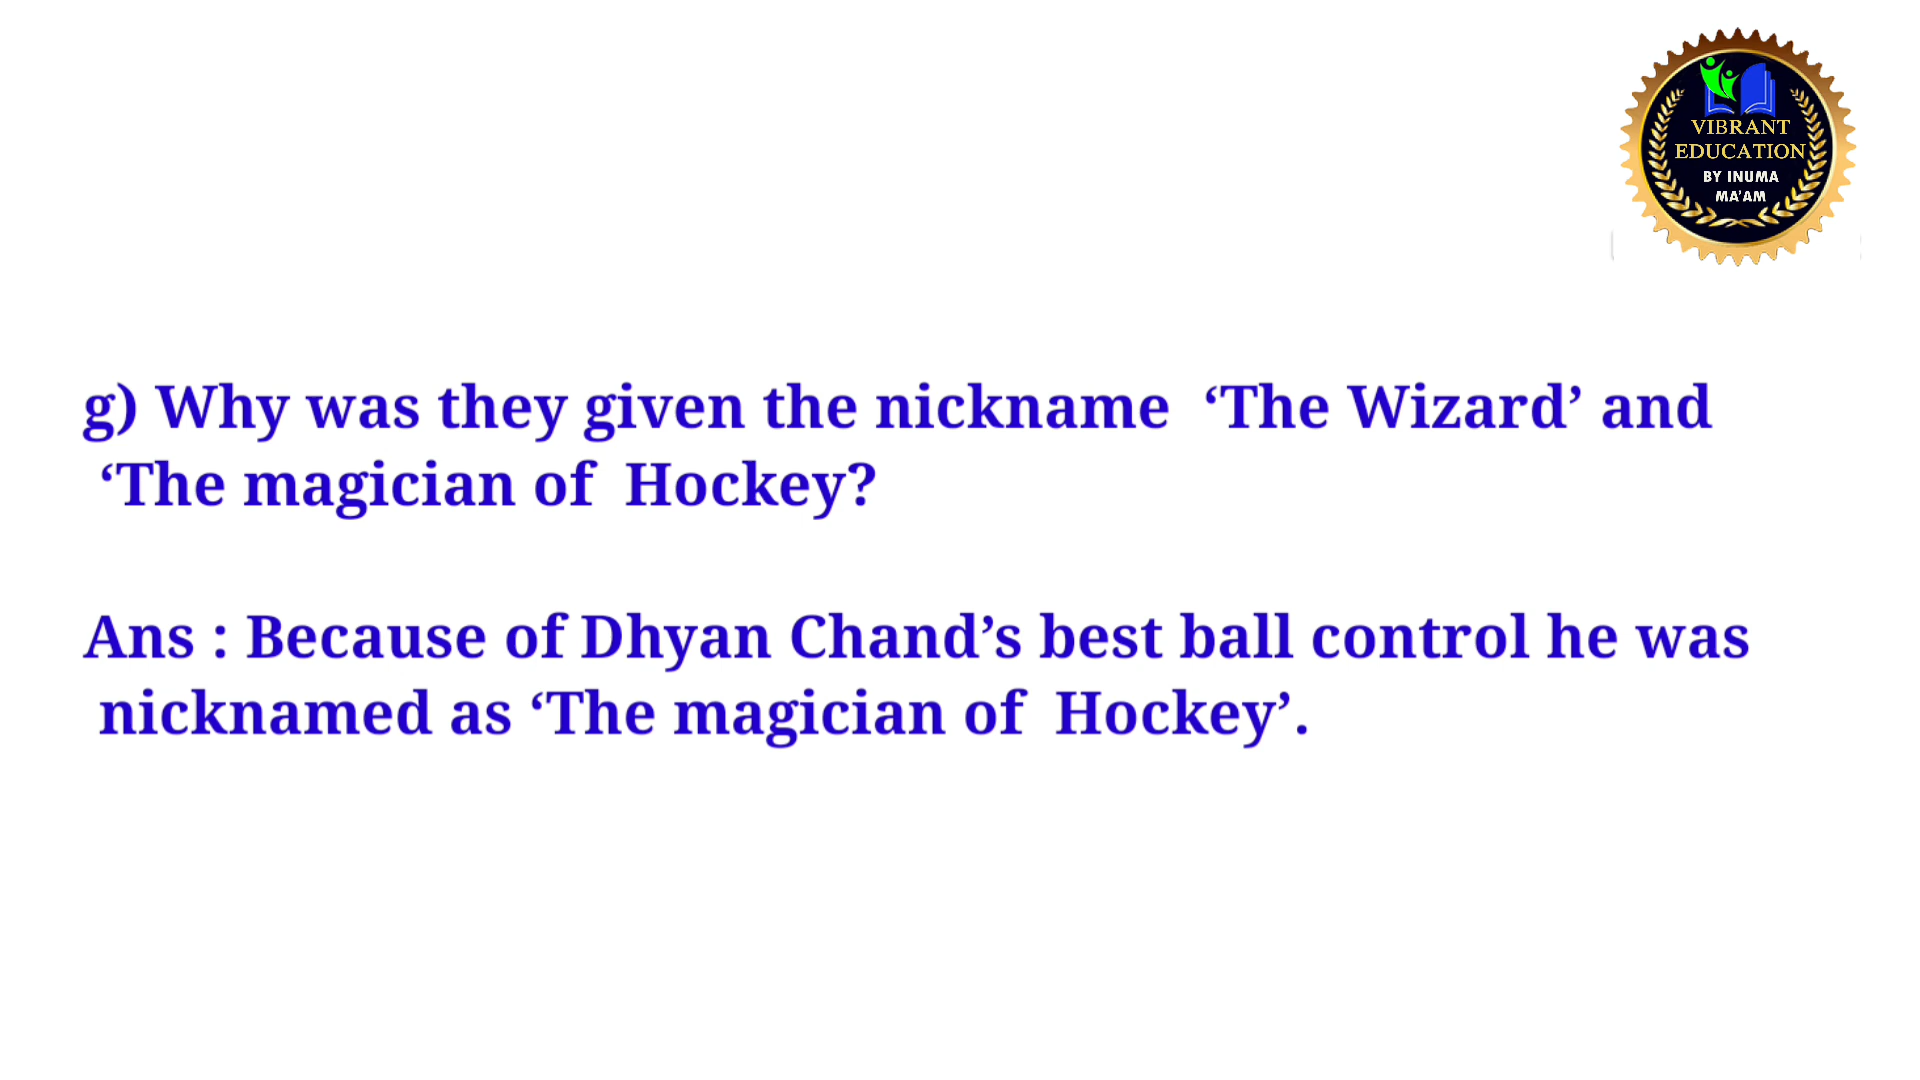 VIBRANT
EDUCATION
BY INUMA
MA'AM
g) Why was they given the nickname ‘The Wizard’ and
‘The magician of Hockey?
Ans : Because of Dhyan Chand’s best ball control he was
nicknamed as ‘The magician of Hockey’.